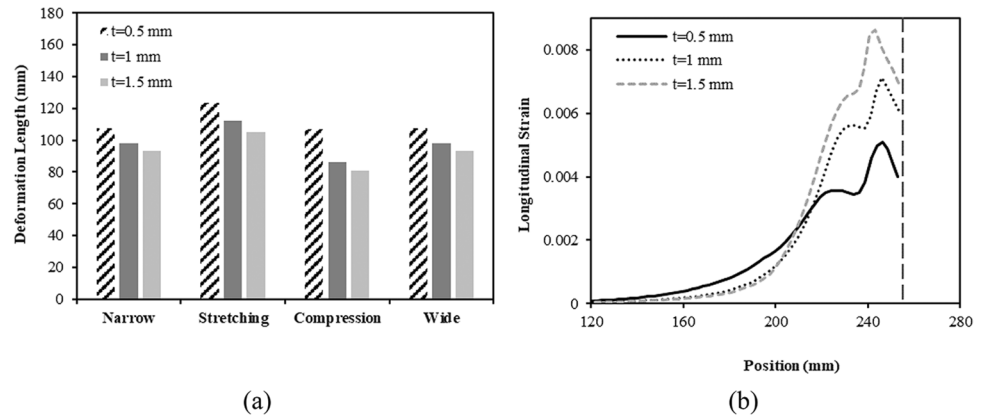 180
160
140
120
100
80
60
40
20
0
Deformation Length (mm)
t=0.5 mm
t=1 mm
t=1.5 mm
Narrow Stretching Compression Wide
(a)
0.008
0.006
0.004
0.002
0
Longitudinal Strain
t=0.5 mm
t=1 mm
t=1.5 mm
120 160 200 240 280
Position (mm)
(b)